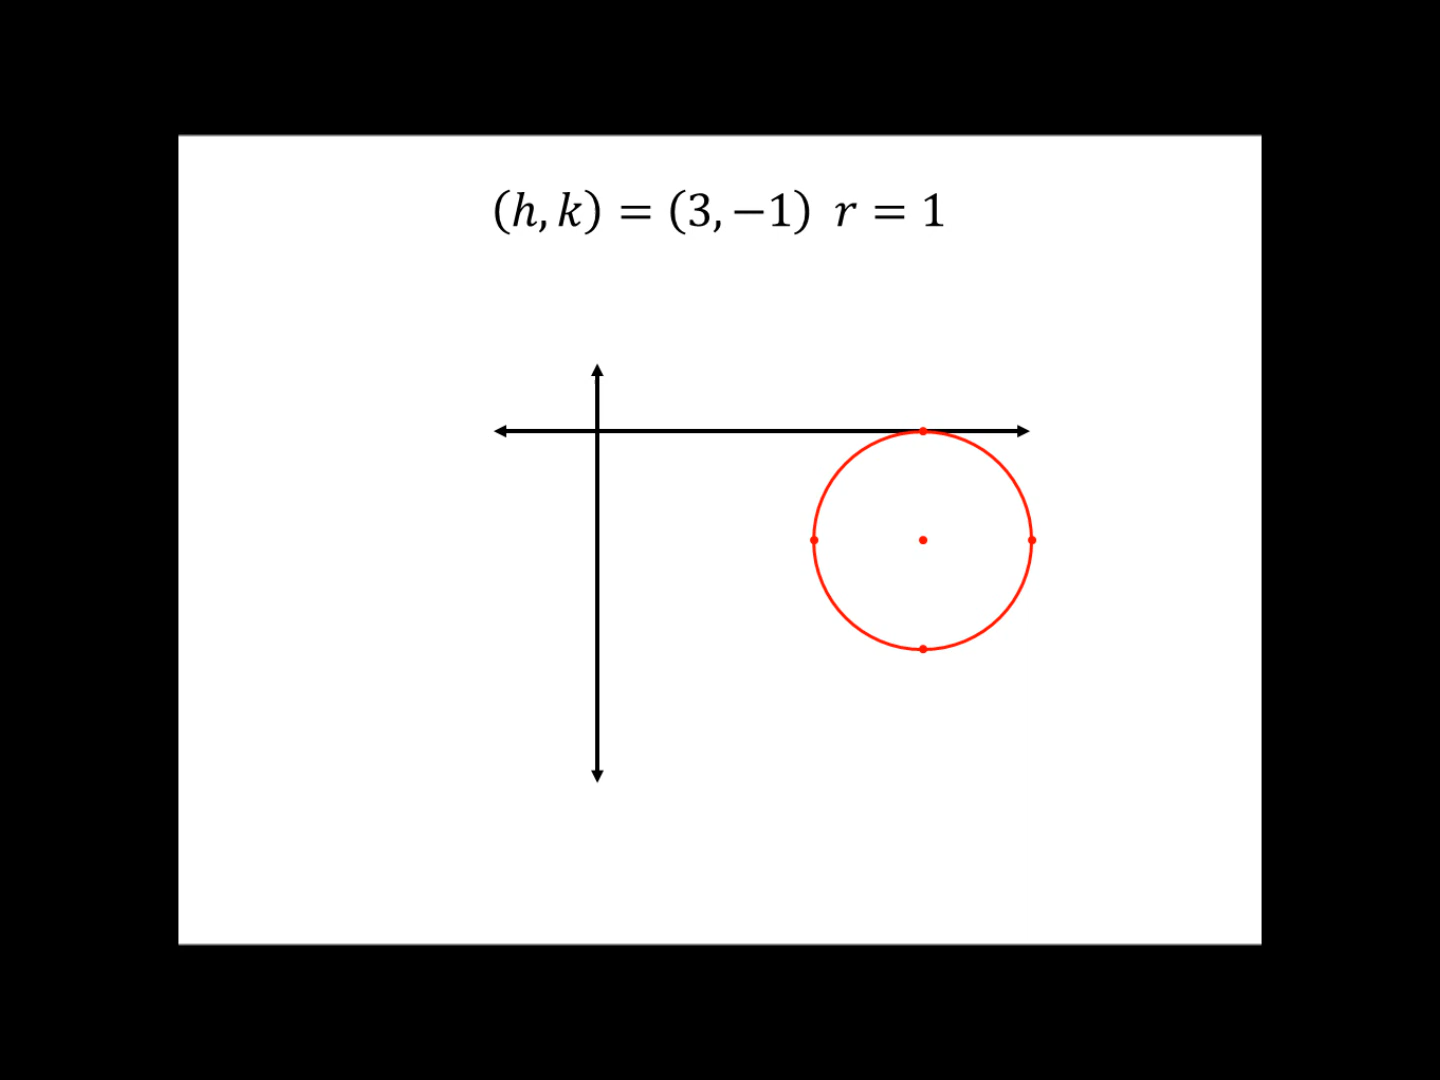 (h, k) = (3, −1) r = 1